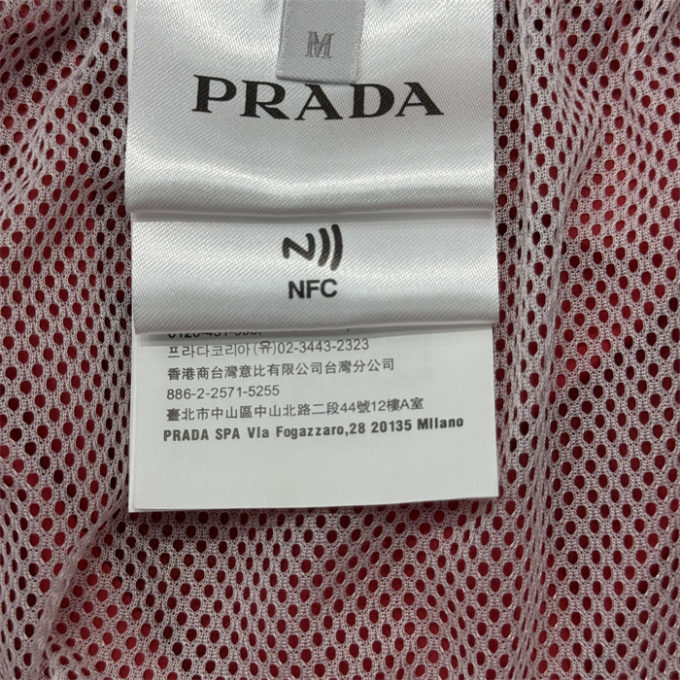 M
PRADA
NFC
프라다코리아(유)02-3443-2323
香港商台灣意比有限公司台灣分公司
886-2-2571-5255
臺北市中山區中山北路二段44號12樓A室
PRADA SPA VIa Fogazzaro,28 20135 MIlano